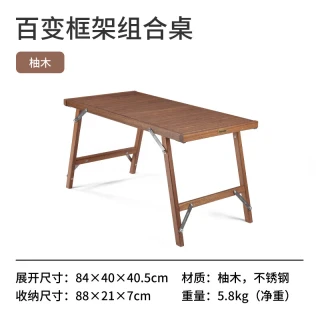 百变框架组合桌
柚木
展开尺寸：84×40×40.5cm 材质：柚木，不锈钢
收纳尺寸：88×21×7cm 重量：5.8kg（净重）